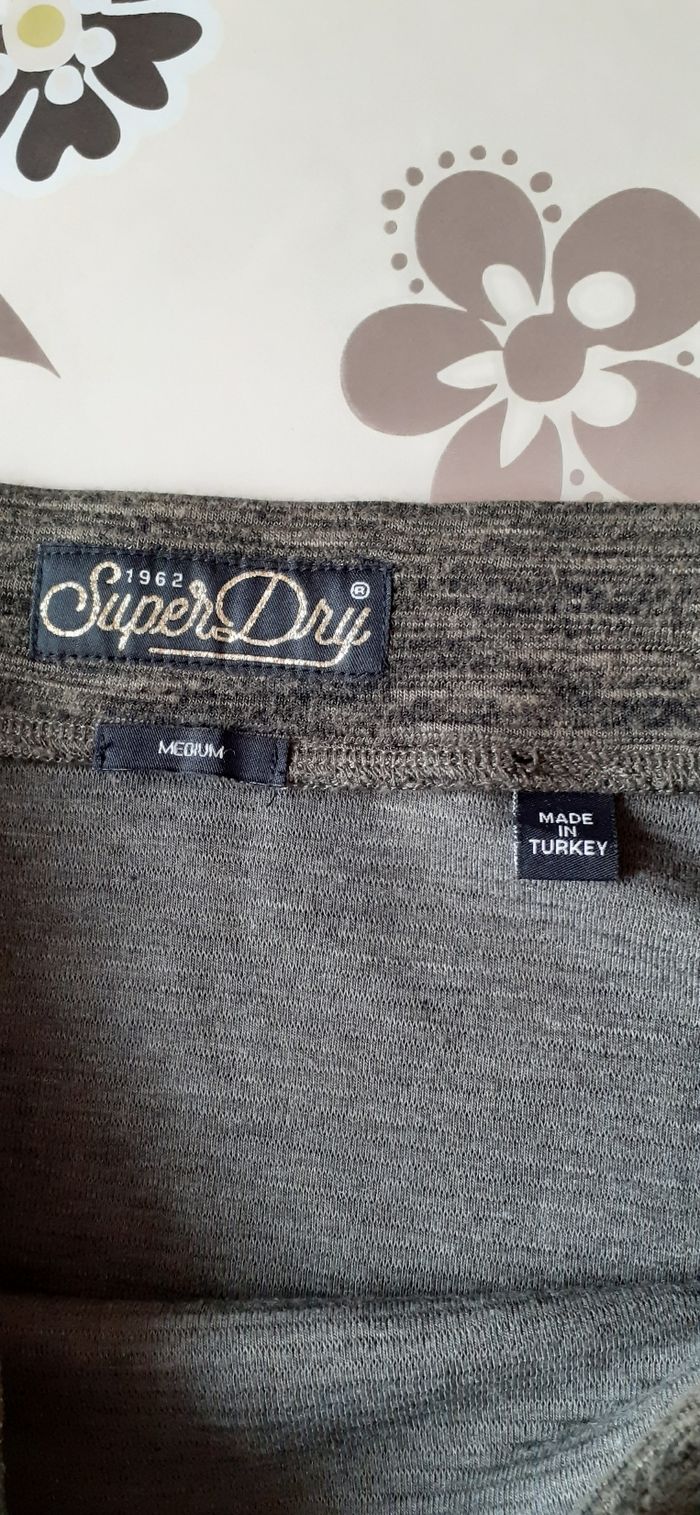 1962
SuperDry®
MEDIUM
MADE
IN
TURKEY